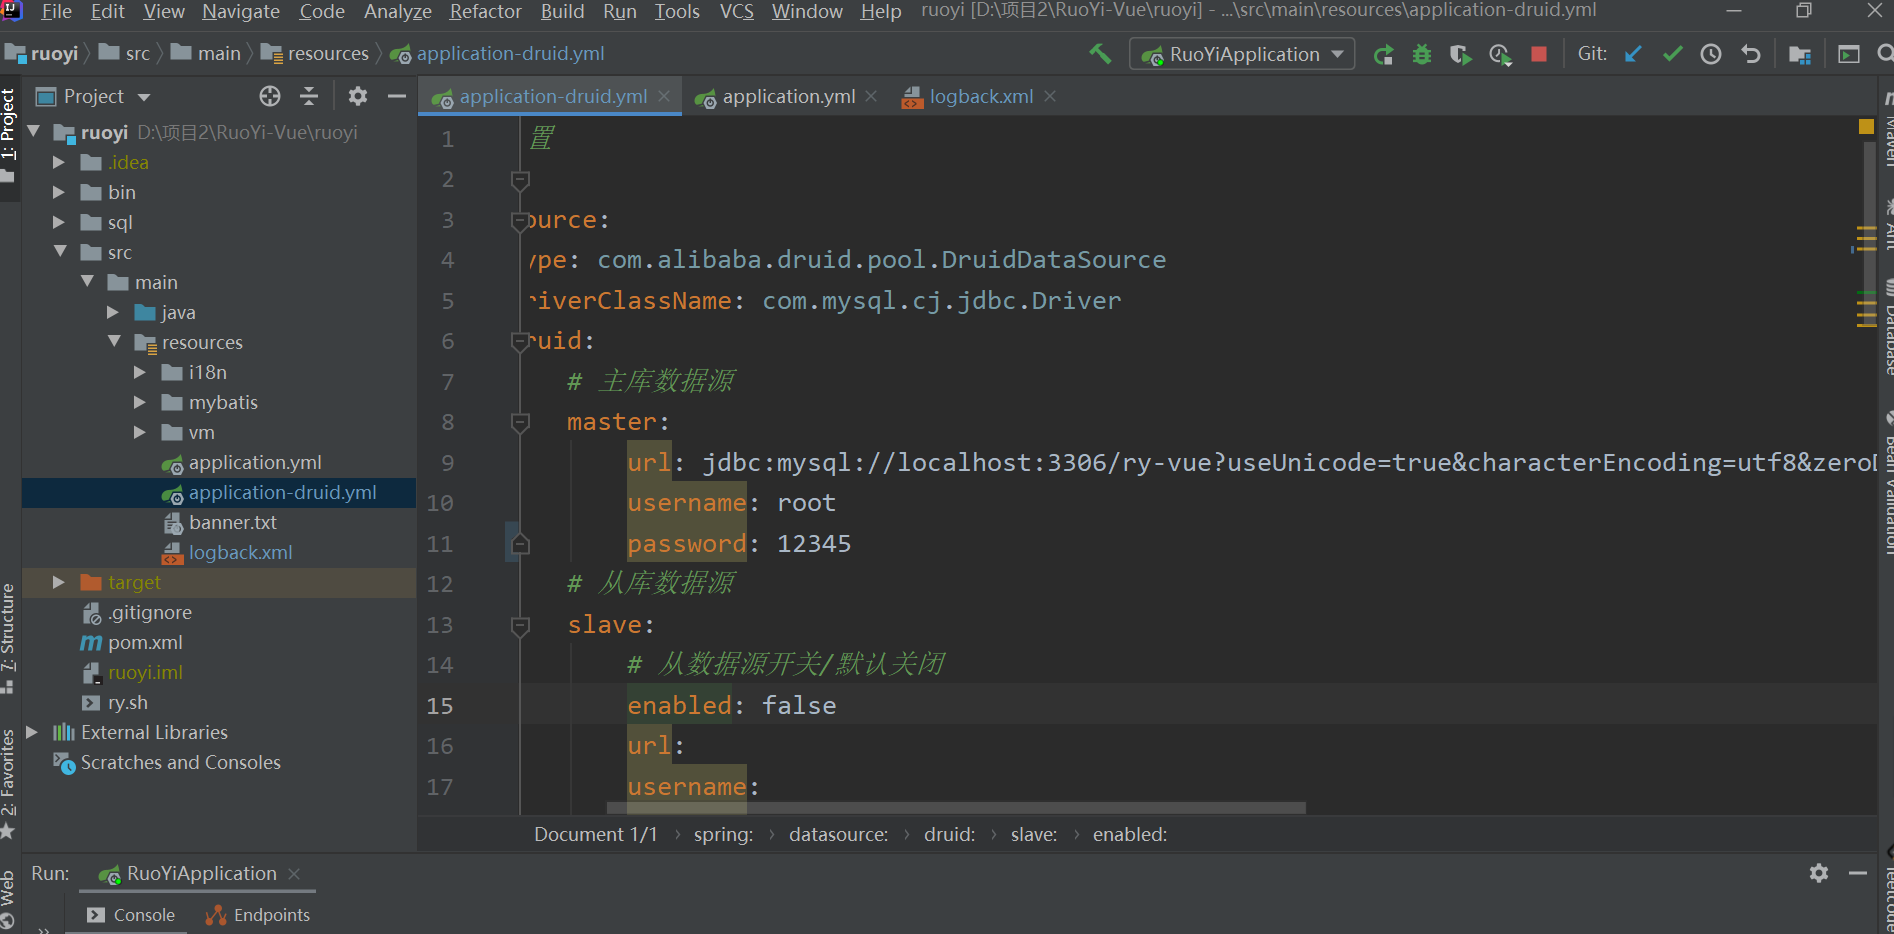 File Edit View Navigate Code Analyze Refactor Build Run Tools VCS Window Help ruoyi [D:\项目2\RuoYi-Vue\ruoyi] - ...\src\main\resources\application-druid.yml
ruoyi src main resources application-druid.yml RuoYiApplication Git:
Project
application-druid.yml application.yml logback.xml
1: Project
7: Structure
2: Favorites
Web
ruoyi D:\项目2\RuoYi-Vue\ruoyi
.idea
bin
sql
src
main
java
resources
i18n
mybatis
vm
application.yml
application-druid.yml
banner.txt
logback.xml
target
.gitignore
pom.xml
ruoyi.iml
ry.sh
External Libraries
Scratches and Consoles
1 置
2
3 ource:
4 ype: com.alibaba.druid.pool.DruidDataSource
5 riverClassName: com.mysql.cj.jdbc.Driver
6 ruid:
7 # 主库数据源
8 master:
9 url: jdbc:mysql://localhost:3306/ry-vue?useUnicode=true&characterEncoding=utf8&zero
10 username: root
11 password: 12345
12 # 从库数据源
13 slave:
14 # 从数据源开关/默认关闭
15 enabled: false
16 url:
17 username:
Document 1/1 › spring: › datasource: › druid: › slave: › enabled:
Maven
Ant
Database
Bean Validation
leetcode
Run: RuoYiApplication
Console Endpoints